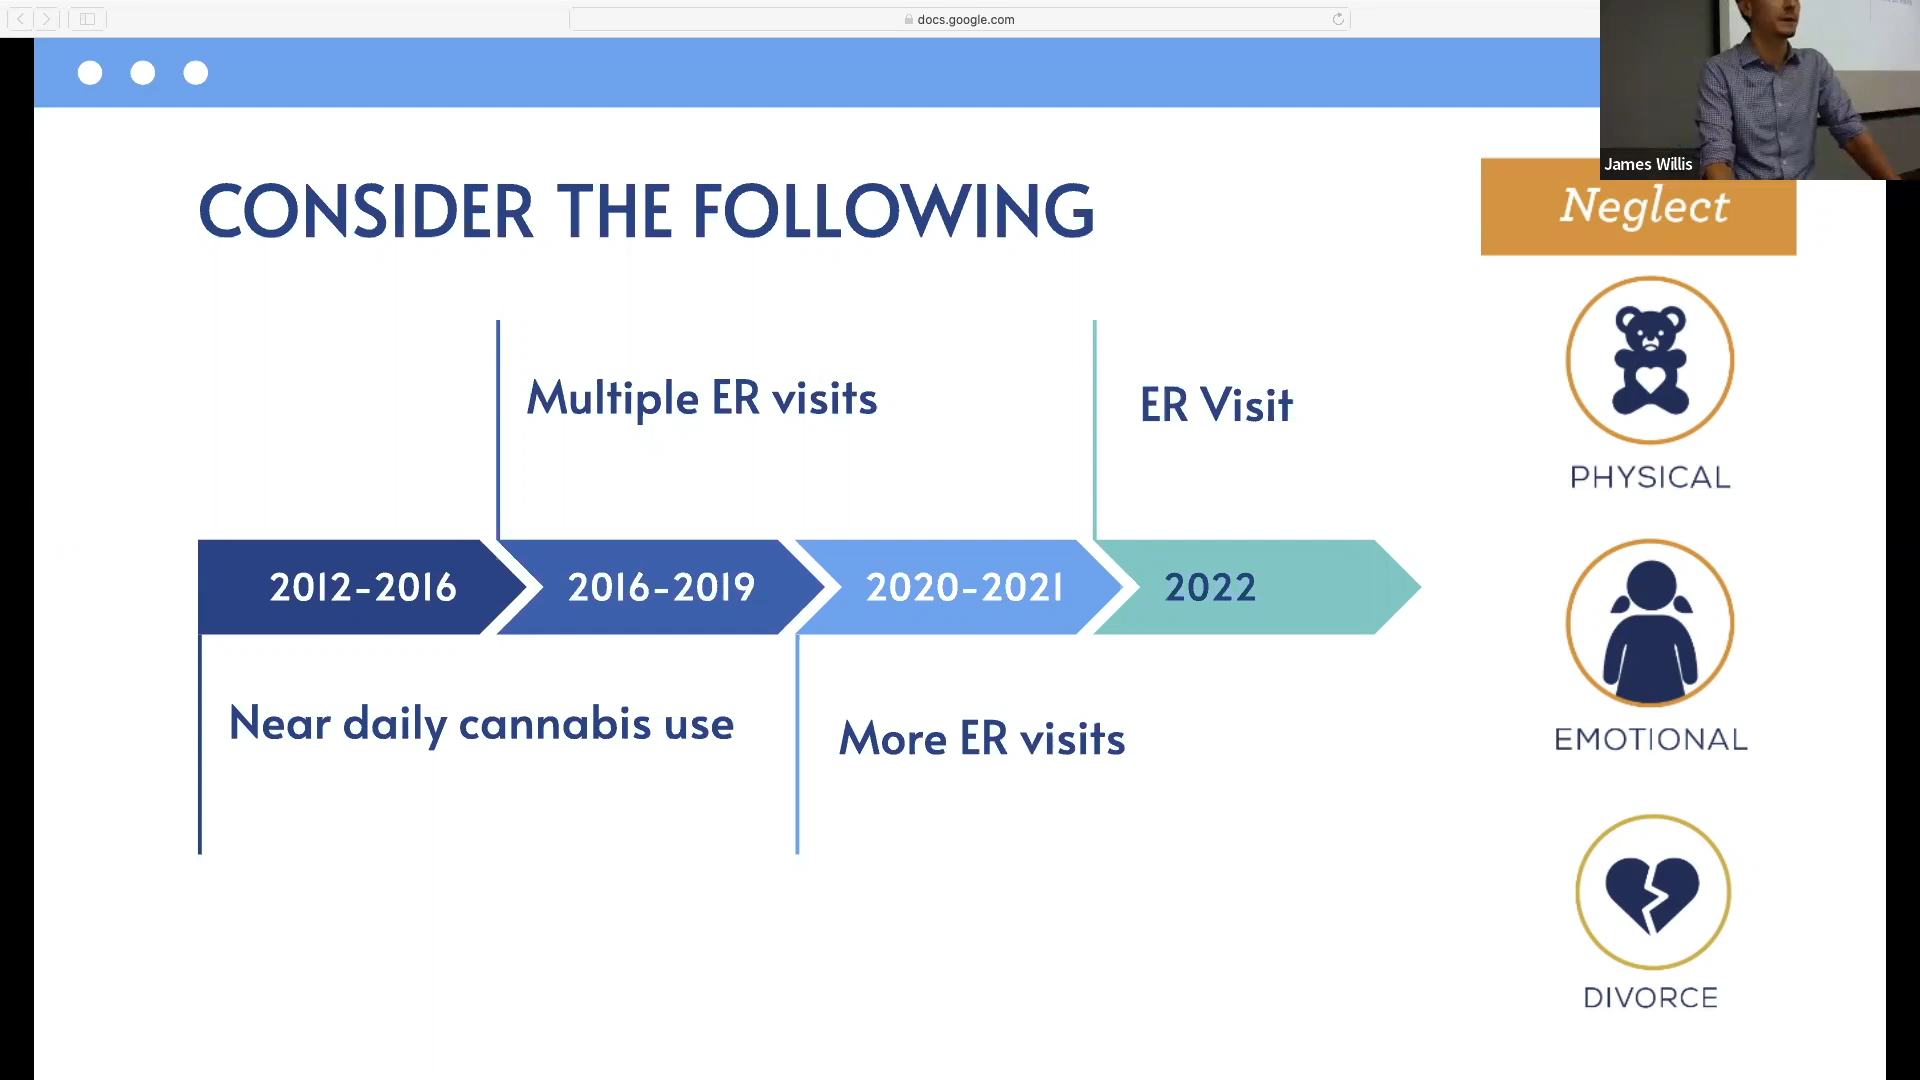 docs.google.com
James Willis
CONSIDER THE FOLLOWING
Neglect
Multiple ER visits
ER Visit
PHYSICAL
2012-2016
2016-2019
2020-2021
2022
Near daily cannabis use
More ER visits
EMOTIONAL
DIVORCE